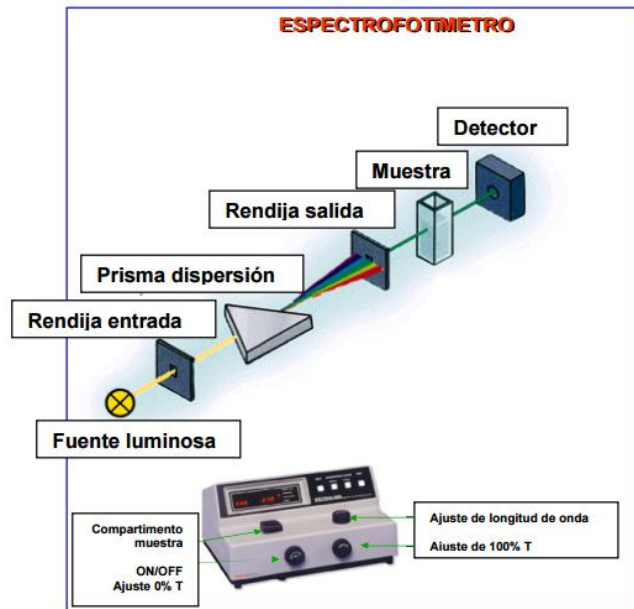 ESPECTROFOTíMETRO
Detector
Muestra
Rendija salida
Prisma dispersión
Rendija entrada
Fuente luminosa
Compartimento
muestra
ON/OFF
Ajuste 0% T
Ajuste de longitud de onda
Aiuste de 100% T